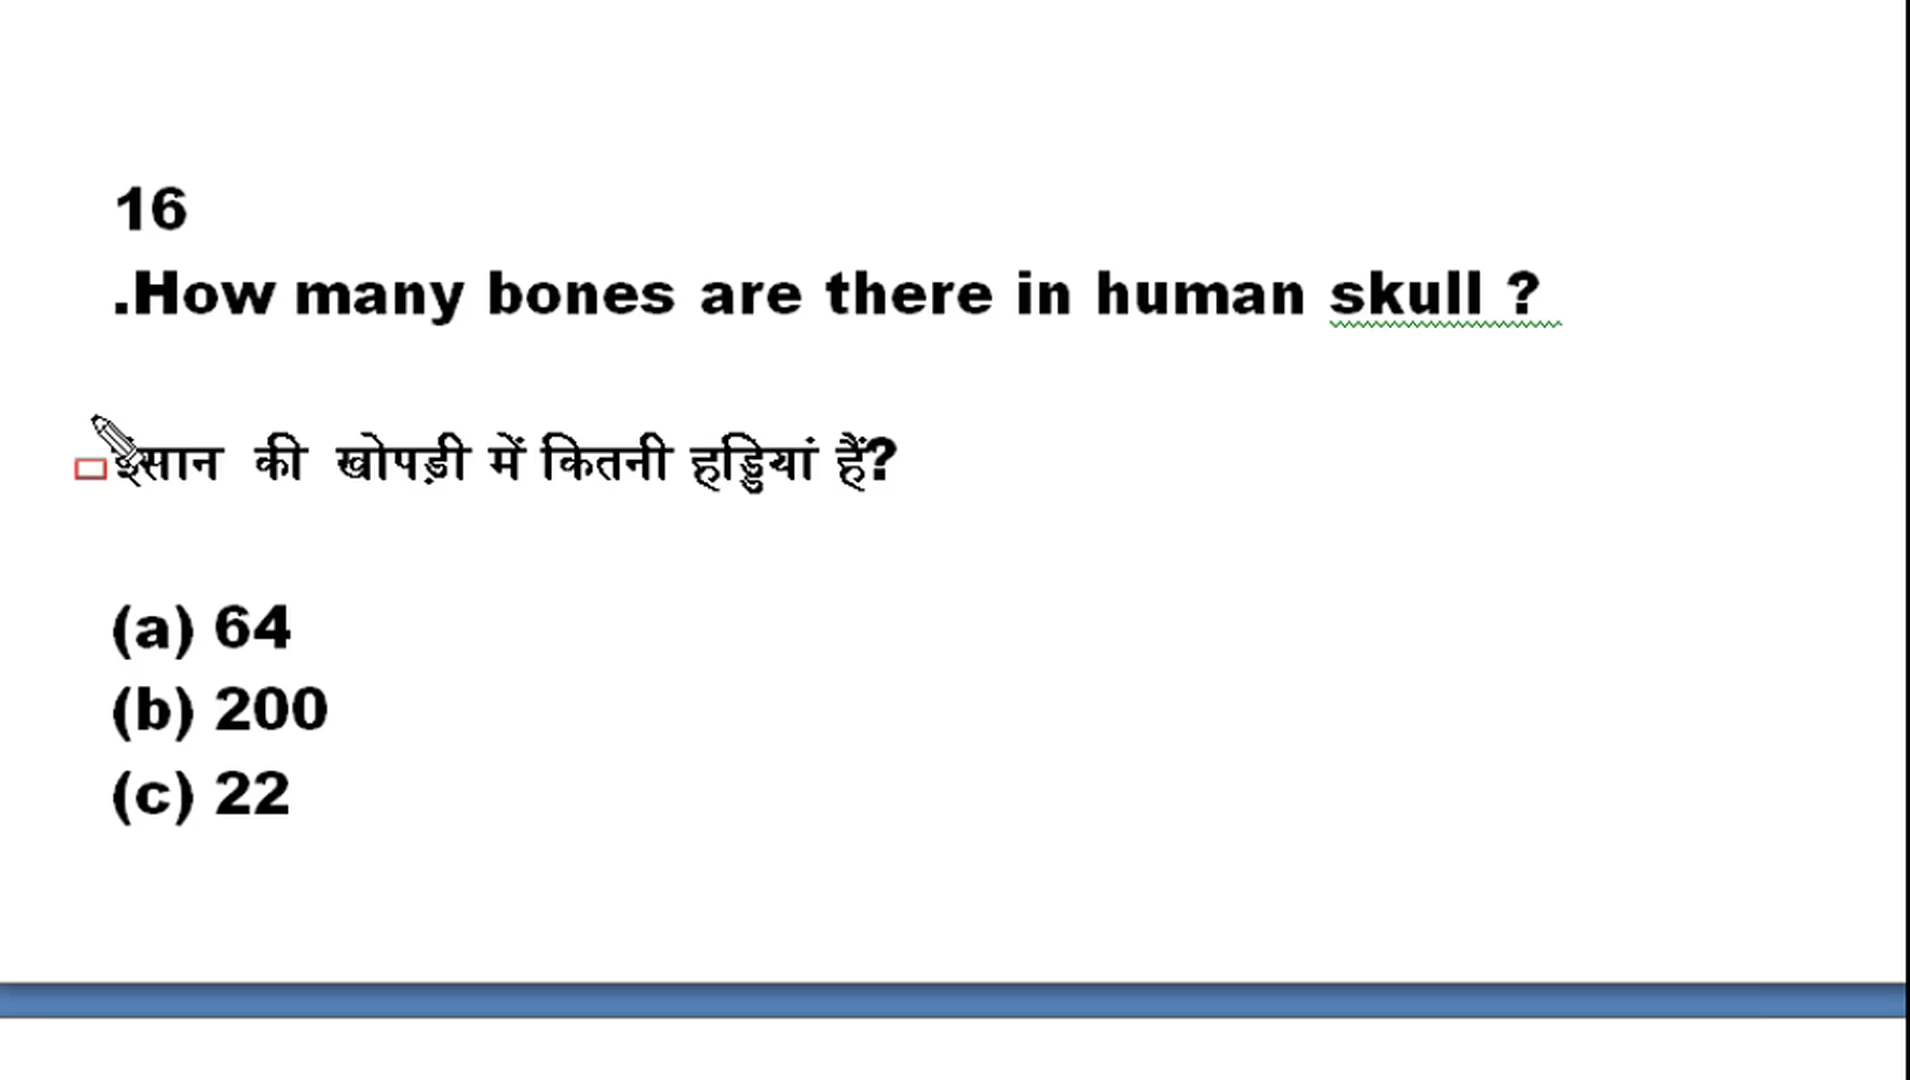 16
.How many bones are there in human skull ?
इंसान की खोपड़ी में कितनी हड्डियां हैं?
(a) 64
(b) 200
(c) 22